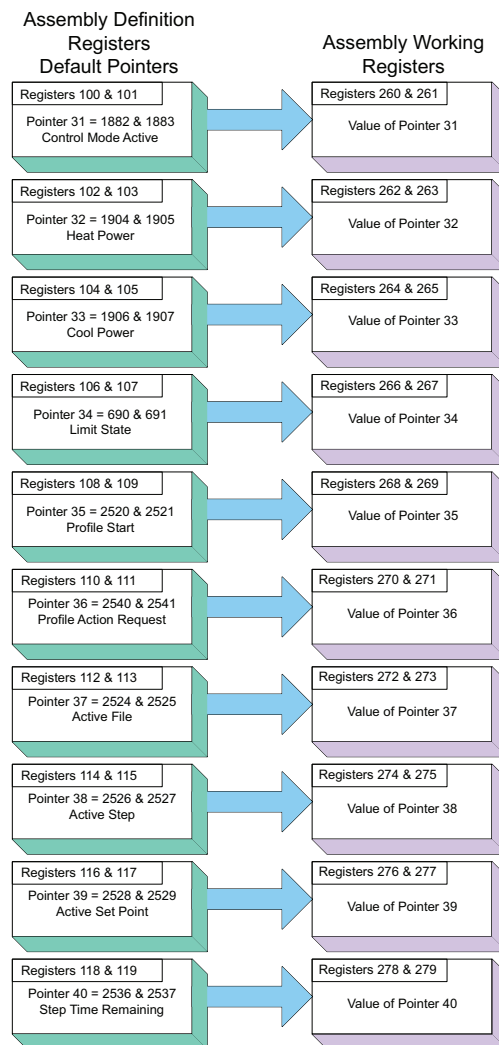 Assembly Definition
Registers
Default Pointers
Assembly Working
Registers
Registers 100 & 101
Pointer 31 = 1882 & 1883
Control Mode Active
Registers 260 & 261
Value of Pointer 31
Registers 102 & 103
Pointer 32 = 1904 & 1905
Heat Power
Registers 262 & 263
Value of Pointer 32
Registers 104 & 105
Pointer 33 = 1906 & 1907
Cool Power
Registers 264 & 265
Value of Pointer 33
Registers 106 & 107
Pointer 34 = 690 & 691
Limit State
Registers 266 & 267
Value of Pointer 34
Registers 108 & 109
Pointer 35 = 2520 & 2521
Profile Start
Registers 268 & 269
Value of Pointer 35
Registers 110 & 111
Pointer 36 = 2540 & 2541
Profile Action Request
Registers 270 & 271
Value of Pointer 36
Registers 112 & 113
Pointer 37 = 2524 & 2525
Active File
Registers 272 & 273
Value of Pointer 37
Registers 114 & 115
Pointer 38 = 2526 & 2527
Active Step
Registers 274 & 275
Value of Pointer 38
Registers 116 & 117
Pointer 39 = 2528 & 2529
Active Set Point
Registers 276 & 277
Value of Pointer 39
Registers 118 & 119
Pointer 40 = 2536 & 2537
Step Time Remaining
Registers 278 & 279
Value of Pointer 40